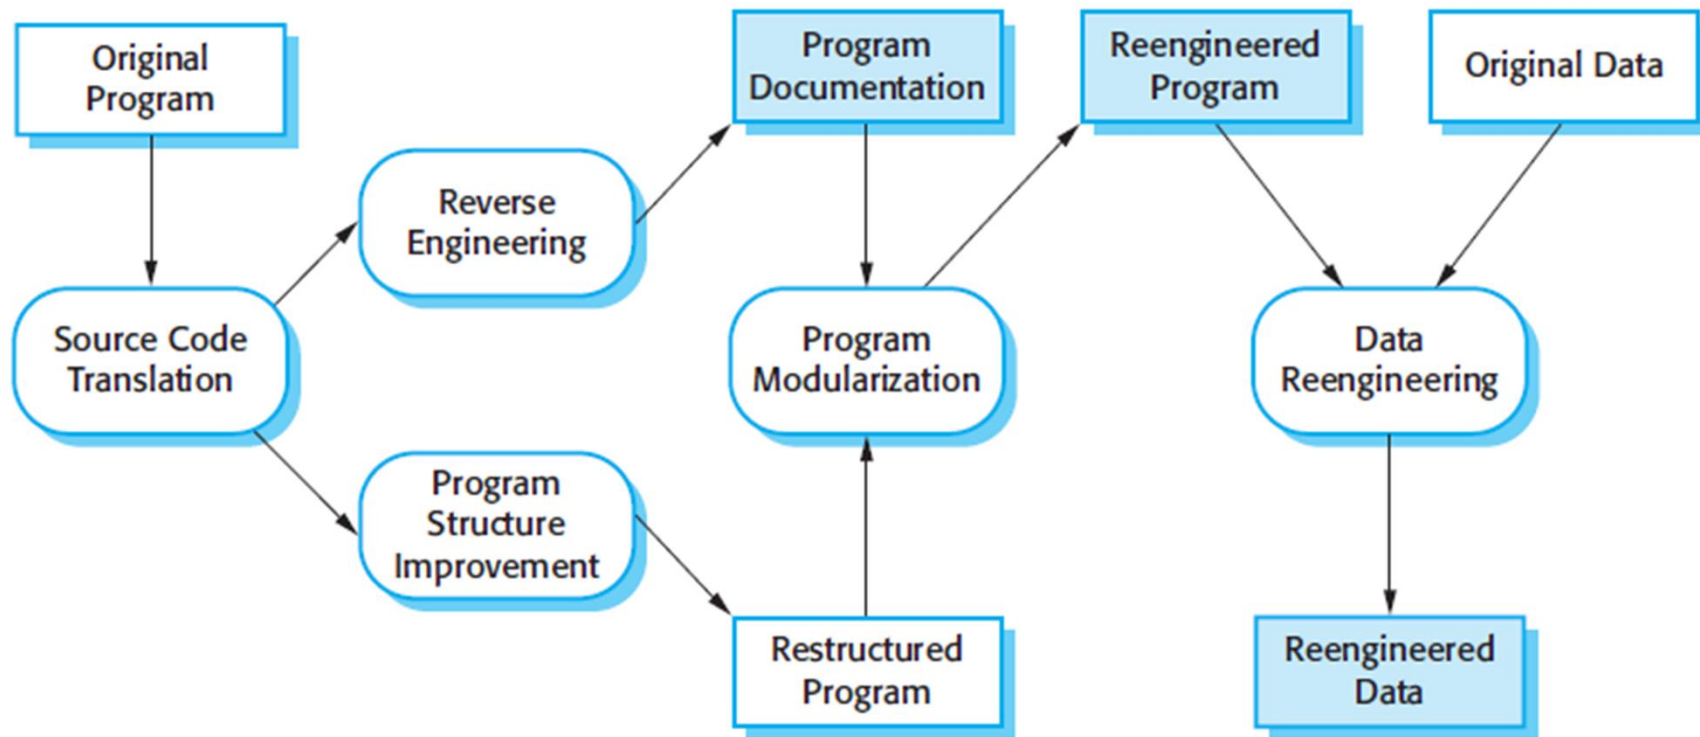 Original
Program
Program
Documentation
Reengineered
Program
Original Data
Reverse
Engineering
Source Code
Translation
Program
Modularization
Data
Reengineering
Program
Structure
Improvement
Restructured
Program
Reengineered
Data